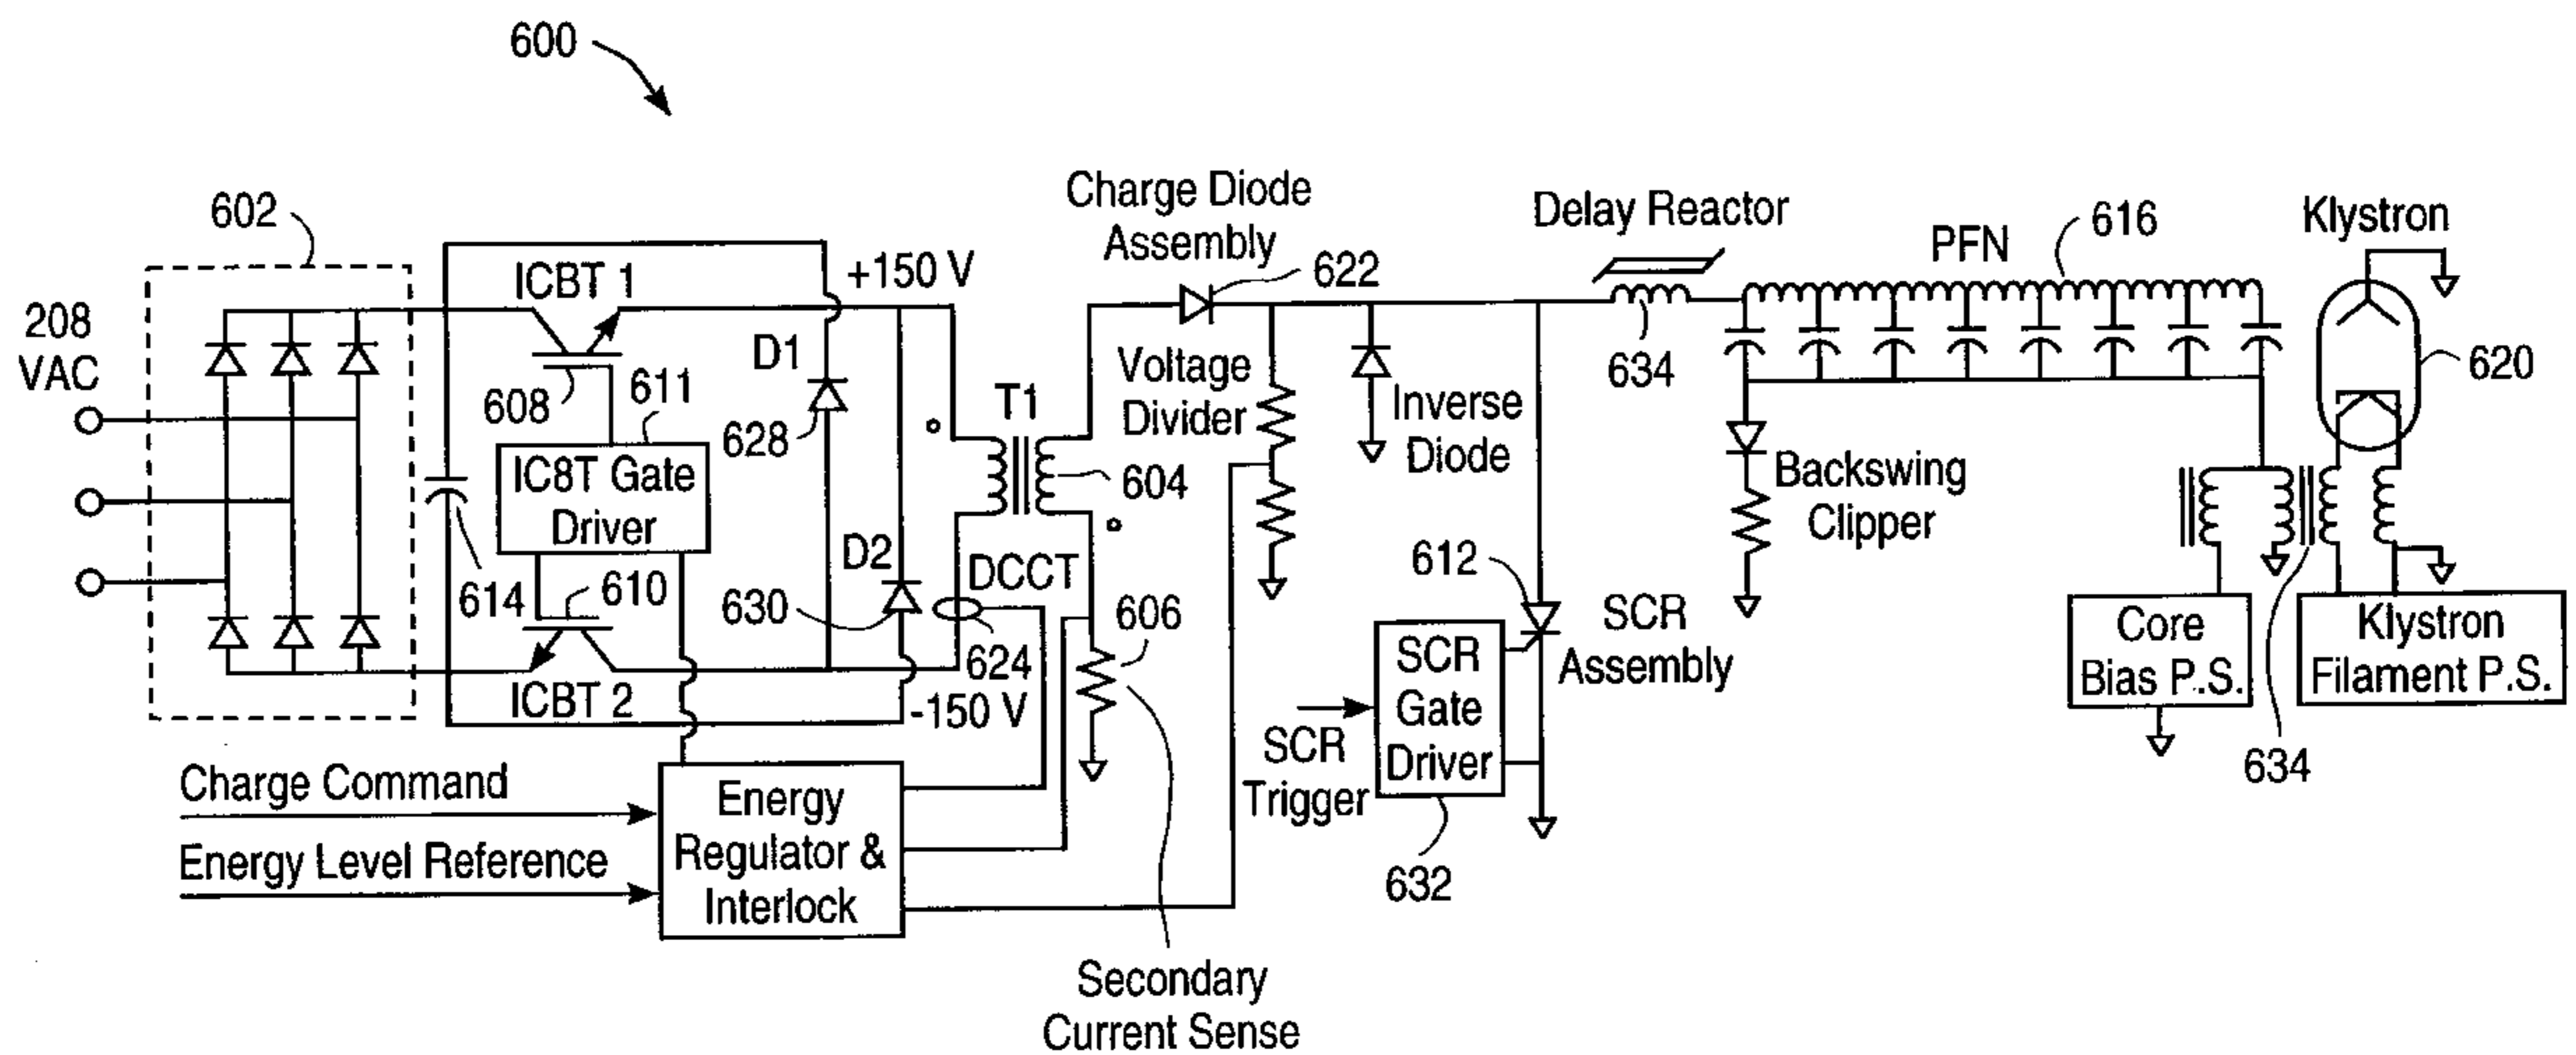 600
602
208
VAC
ICBT 1
608
611
IC8T Gate
Driver
614
610
ICBT 2
+150 V
D1
628
D2
630
DCCT
624
-150 V
T1
604
606
Charge Diode
Assembly
622
Voltage
Divider
Inverse
Diode
Delay Reactor
634
PFN
616
Klystron
620
Backswing
Clipper
612
SCR
Assembly
SCR
Gate
Driver
SCR
Trigger
632
Core
Bias P.S.
Klystron
Filament P.S.
634
Charge Command
Energy Level Reference
Energy
Regulator &
Interlock
Secondary
Current Sense